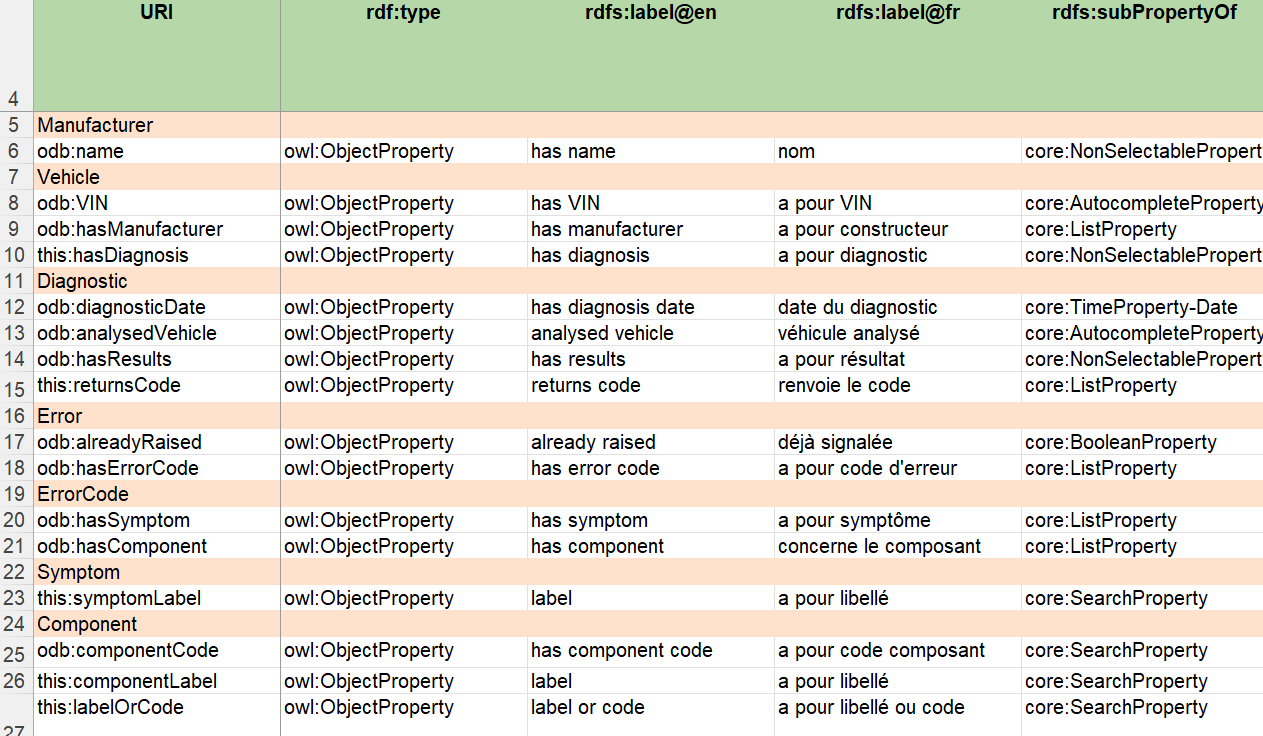 URI rdf:type rdfs:label@en rdfs:label@fr rdfs:subPropertyOf
4
5 Manufacturer
6 odb:name owl:ObjectProperty has name nom core:NonSelectablePropert
7 Vehicle
8 odb:VIN owl:ObjectProperty has VIN a pour VIN core:AutocompleteProperty
9 odb:hasManufacturer owl:ObjectProperty has manufacturer a pour constructeur core:ListProperty
10 this:hasDiagnosis owl:ObjectProperty has diagnosis a pour diagnostic core:NonSelectablePropert
11 Diagnostic
12 odb:diagnosticDate owl:ObjectProperty has diagnosis date date du diagnostic core:TimeProperty-Date
13 odb:analysedVehicle owl:ObjectProperty analysed vehicle véhicule analysé core:AutocompleteProperty
14 odb:hasResults owl:ObjectProperty has results a pour résultat core:NonSelectablePropert
15 this:returnsCode owl:ObjectProperty returns code renvoie le code core:ListProperty
16 Error
17 odb:alreadyRaised owl:ObjectProperty already raised déjà signalée core:BooleanProperty
18 odb:hasErrorCode owl:ObjectProperty has error code a pour code d'erreur core:ListProperty
19 ErrorCode
20 odb:hasSymptom owl:ObjectProperty has symptom a pour symptôme core:ListProperty
21 odb:hasComponent owl:ObjectProperty has component concerne le composant core:ListProperty
22 Symptom
23 this:symptomLabel owl:ObjectProperty label a pour libellé core:SearchProperty
24 Component
25 odb:componentCode owl:ObjectProperty has component code a pour code composant core:SearchProperty
26 this:componentLabel owl:ObjectProperty label a pour libellé core:SearchProperty
27 this:labelOrCode owl:ObjectProperty label or code a pour libellé ou code core:SearchProperty